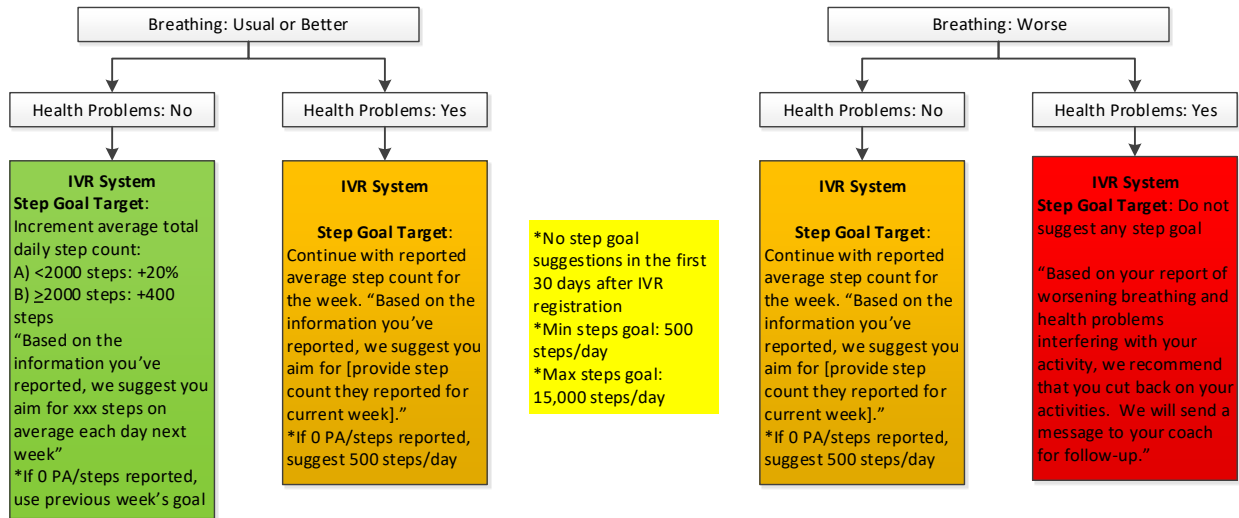 Breathing: Usual or Better
Health Problems: No
Health Problems: Yes
IVR System
Step Goal Target:
Increment average total
daily step count:
A) <2000 steps: +20%
B) ≥2000 steps: +400
steps
“Based on the
information you’ve
reported, we suggest you
aim for xxx steps on
average each day next
week”
*If 0 PA/steps reported,
use previous week’s goal
IVR System
Step Goal Target:
Continue with reported
average step count for
the week. “Based on the
information you’ve
reported, we suggest you
aim for [provide step
count they reported for
current week].”
*If 0 PA/steps reported,
suggest 500 steps/day
*No step goal
suggestions in the first
30 days after IVR
registration
*Min steps goal: 500
steps/day
*Max steps goal:
15,000 steps/day
Breathing: Worse
Health Problems: No
Health Problems: Yes
IVR System
Step Goal Target:
Continue with reported
average step count for
the week. “Based on the
information you’ve
reported, we suggest you
aim for [provide step
count they reported for
current week].”
*If 0 PA/steps reported,
suggest 500 steps/day
IVR System
Step Goal Target: Do not
suggest any step goal
“Based on your report of
worsening breathing and
health problems
interfering with your
activity, we recommend
that you cut back on your
activities.  We will send a
message to your coach
for follow-up.”